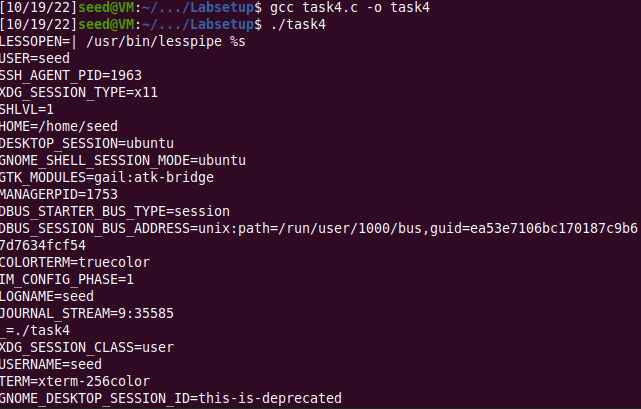 [10/19/22]seed@VM:~/.../Labsetup$ gcc task4.c -o task4
[10/19/22]seed@VM:~/.../Labsetup$ ./task4
LESSOPEN=| /usr/bin/lesspipe %s
USER=seed
SSH_AGENT_PID=1963
XDG_SESSION_TYPE=x11
SHLVL=1
HOME=/home/seed
DESKTOP_SESSION=ubuntu
GNOME_SHELL_SESSION_MODE=ubuntu
GTK_MODULES=gail:atk-bridge
MANAGERPID=1753
DBUS_STARTER_BUS_TYPE=session
DBUS_SESSION_BUS_ADDRESS=unix:path=/run/user/1000/bus,guid=ea53e7106bc170187c9b6
7d7634fcf54
COLORTERM=truecolor
IM_CONFIG_PHASE=1
LOGNAME=seed
JOURNAL_STREAM=9:35585
_=./task4
XDG_SESSION_CLASS=user
USERNAME=seed
TERM=xterm-256color
GNOME_DESKTOP_SESSION_ID=this-is-deprecated